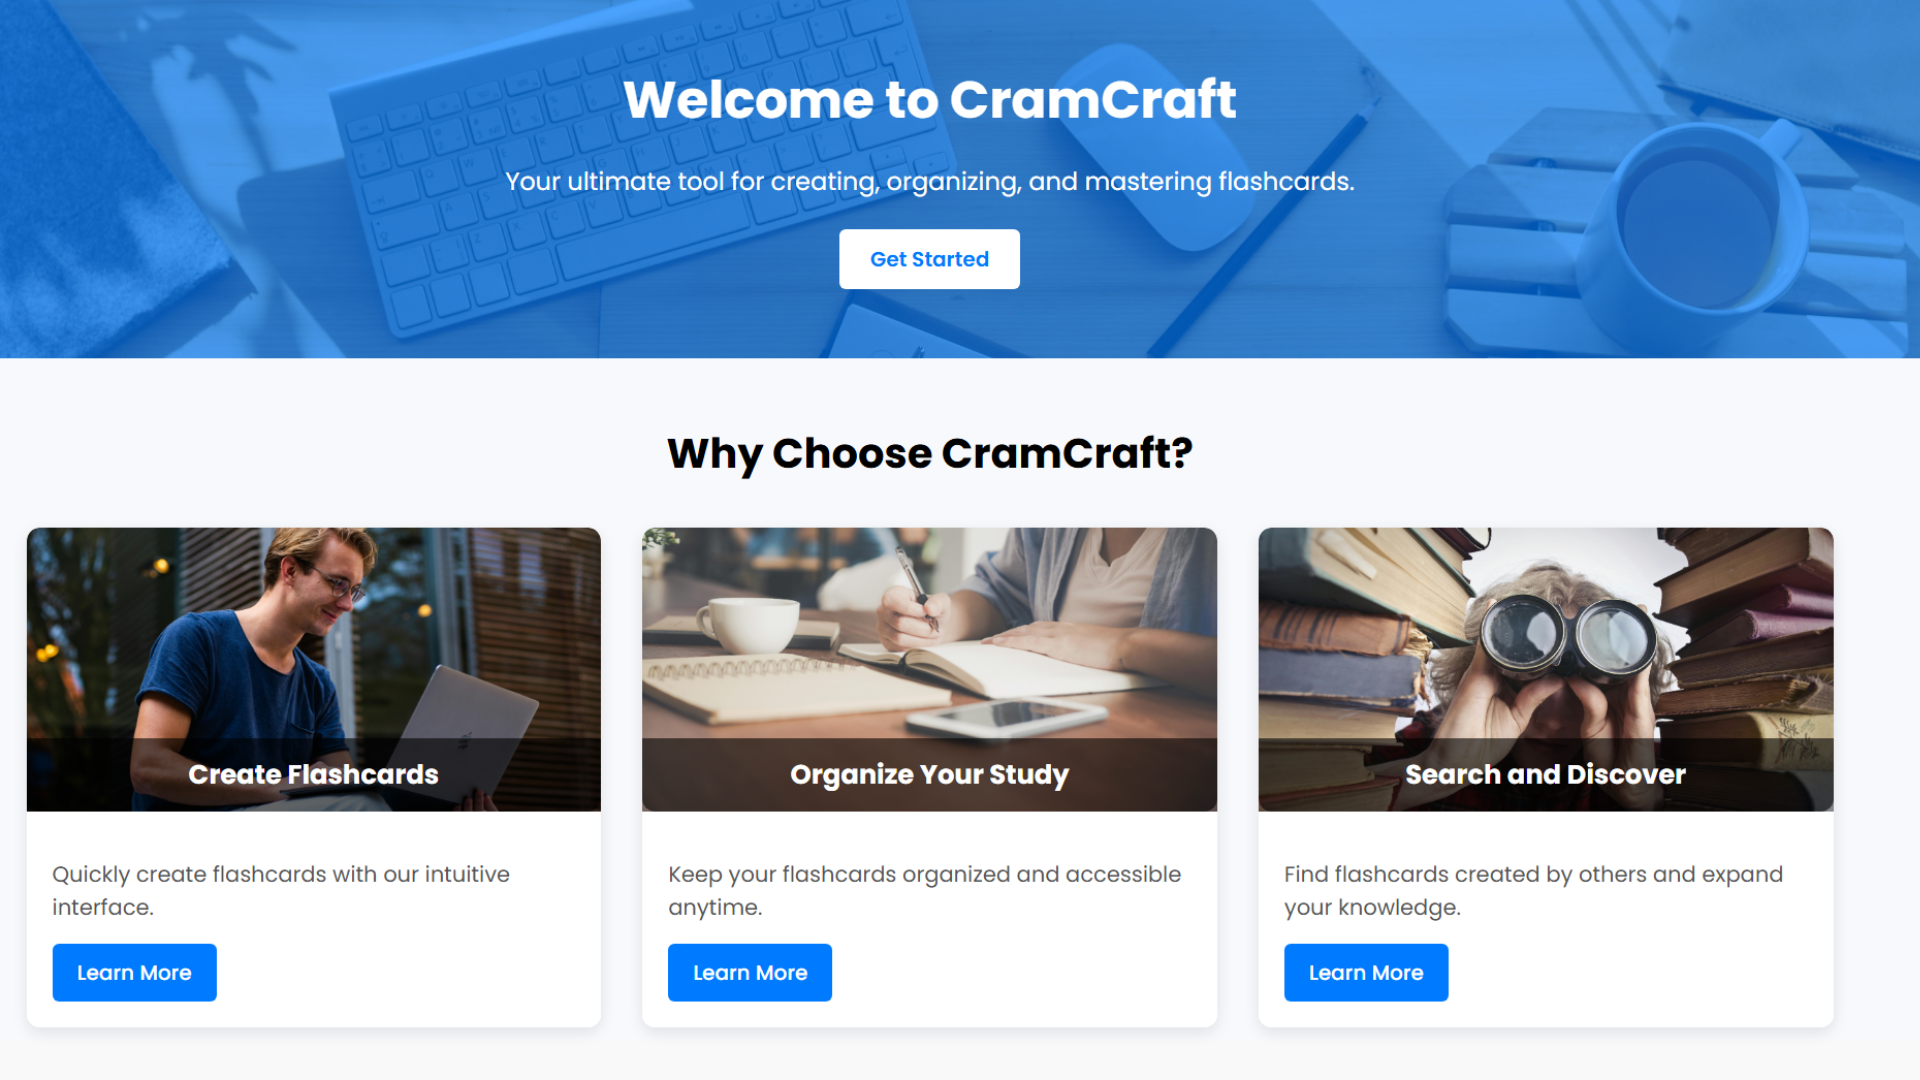 Welcome to CramCraft
Your ultimate tool for creating, organizing, and mastering flashcards.
Get Started
Why Choose CramCraft?
Create Flashcards
Quickly create flashcards with our intuitive
interface.
Learn More
Organize Your Study
Keep your flashcards organized and accessible
anytime.
Learn More
Search and Discover
Find flashcards created by others and expand
your knowledge.
Learn More